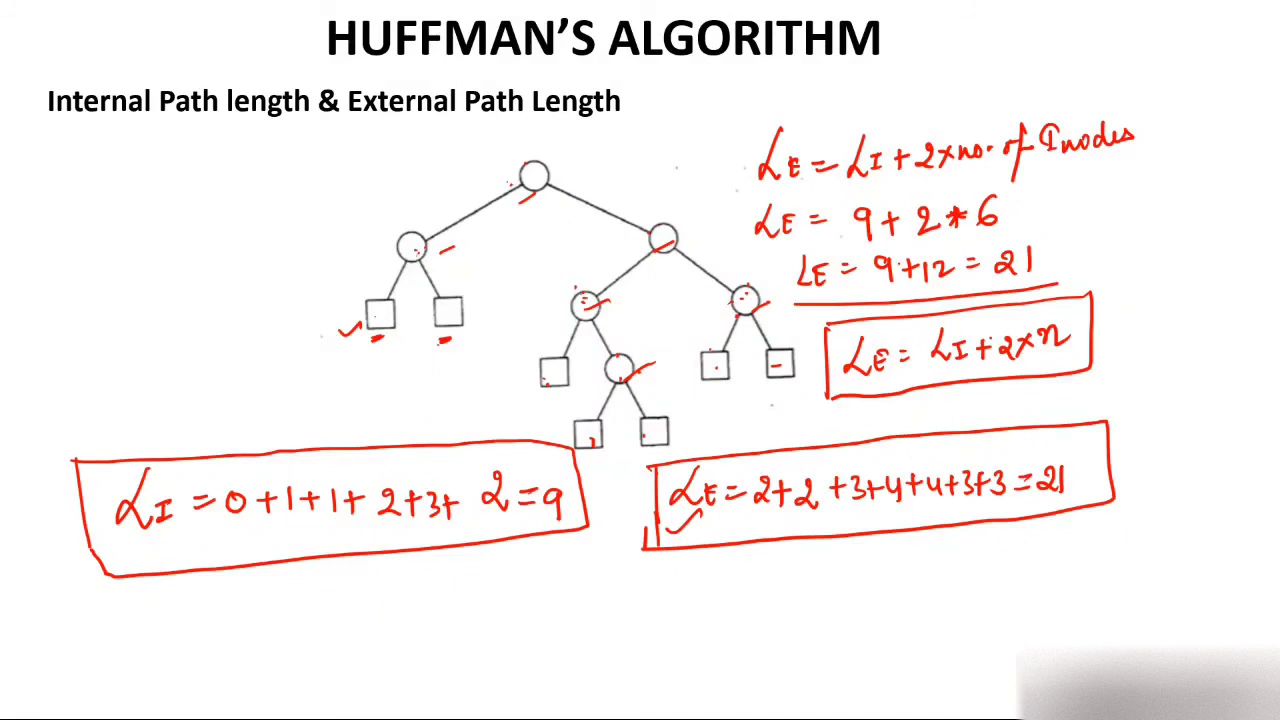 HUFFMAN'S ALGORITHM
Internal Path length & External Path Length
LE = LI + 2 x no. of I nodes
LE = 9 + 2 * 6
LE = 9 + 12 = 21
LE = LI + 2 x n
LI = 0 + 1 + 1 + 2 + 3 + 2 = 9
LE = 2 + 2 + 3 + 4 + 4 + 3 + 3 = 21